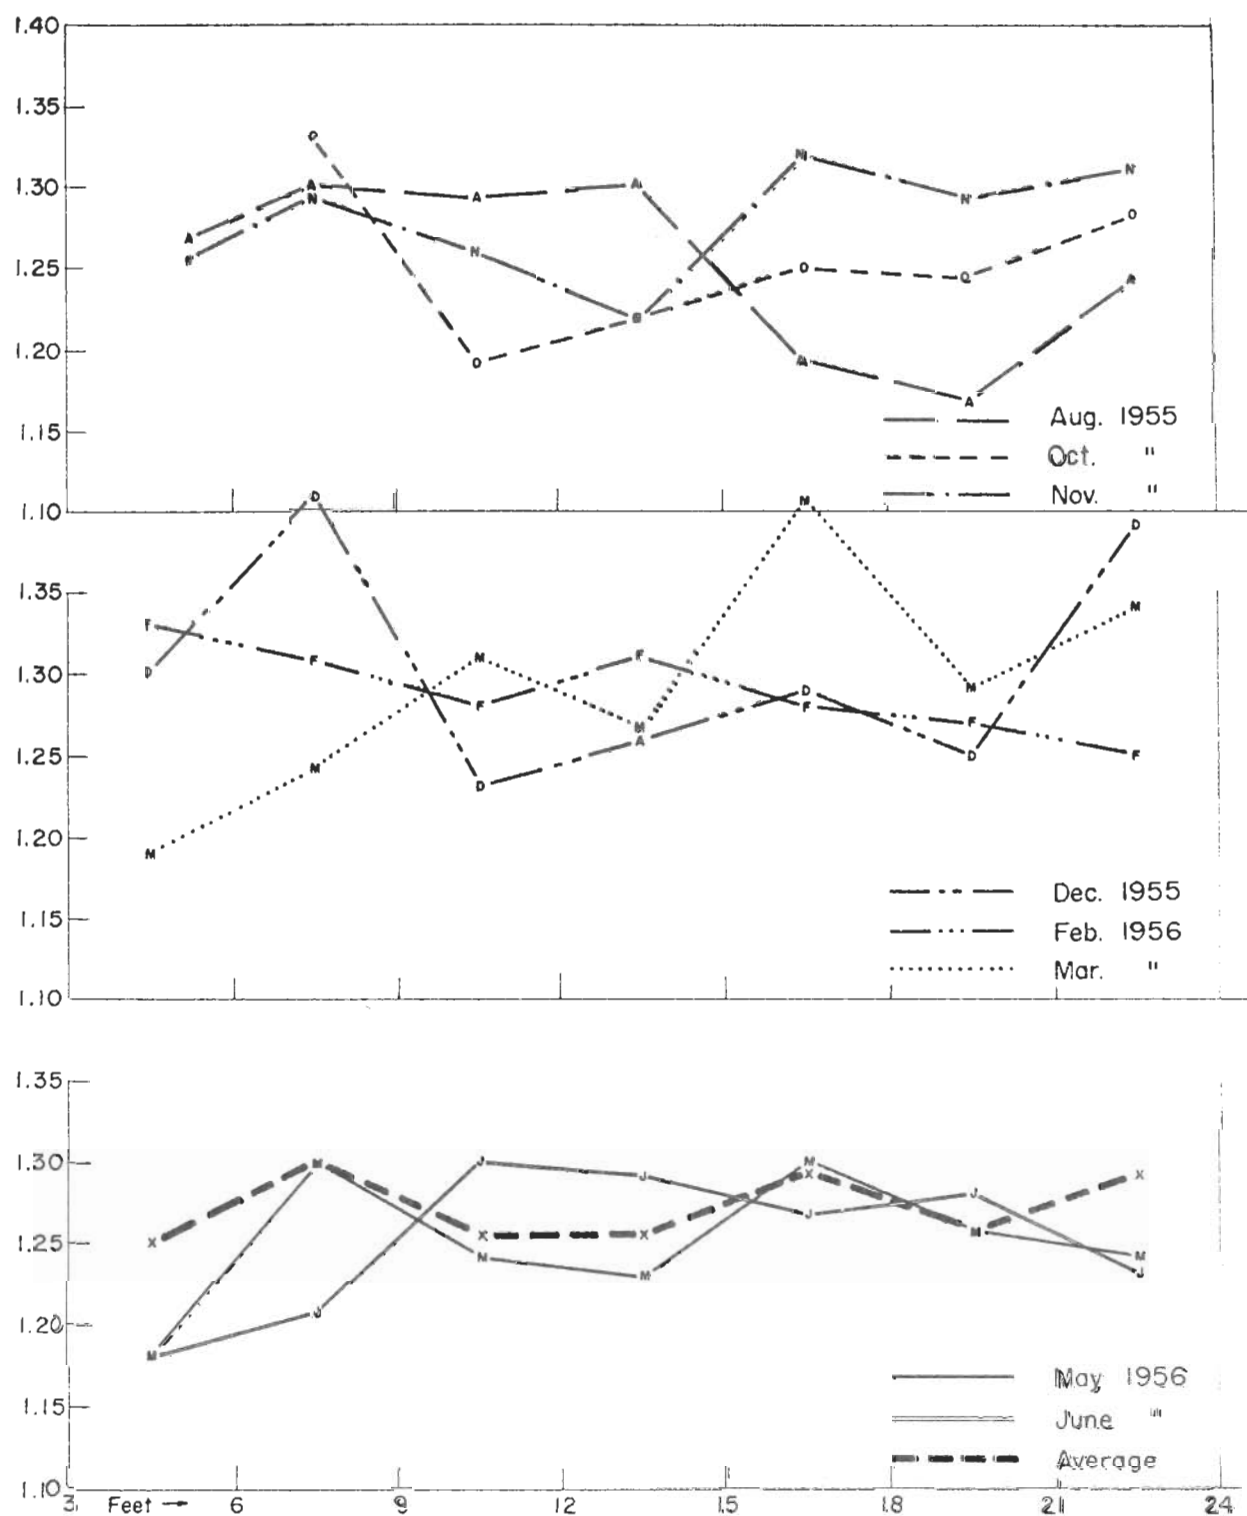 1.40
1.35
1.30
1.25
1.20
1.15
1.10
O
A
N
A
A
N
N
A
N
N
O
O
O
O
A
A
A
Aug. 1955
Oct. "
Nov. "
D
M
D
1.35
F
M
1.30
D
F
M
F
F
D
F
M
F
1.25
M
D
M
A
D
F
1.20
M
1.15
Dec. 1955
Feb. 1956
Mar. "
1.10
1.35
1.30
M
J
J
M
X
J
X
1.25
X
X
M
X
M
J
M
M
J
1.20
M
J
1.15
May 1956
June "
Average
1.10
3 Feet → 6 9 12 15 18 21 24